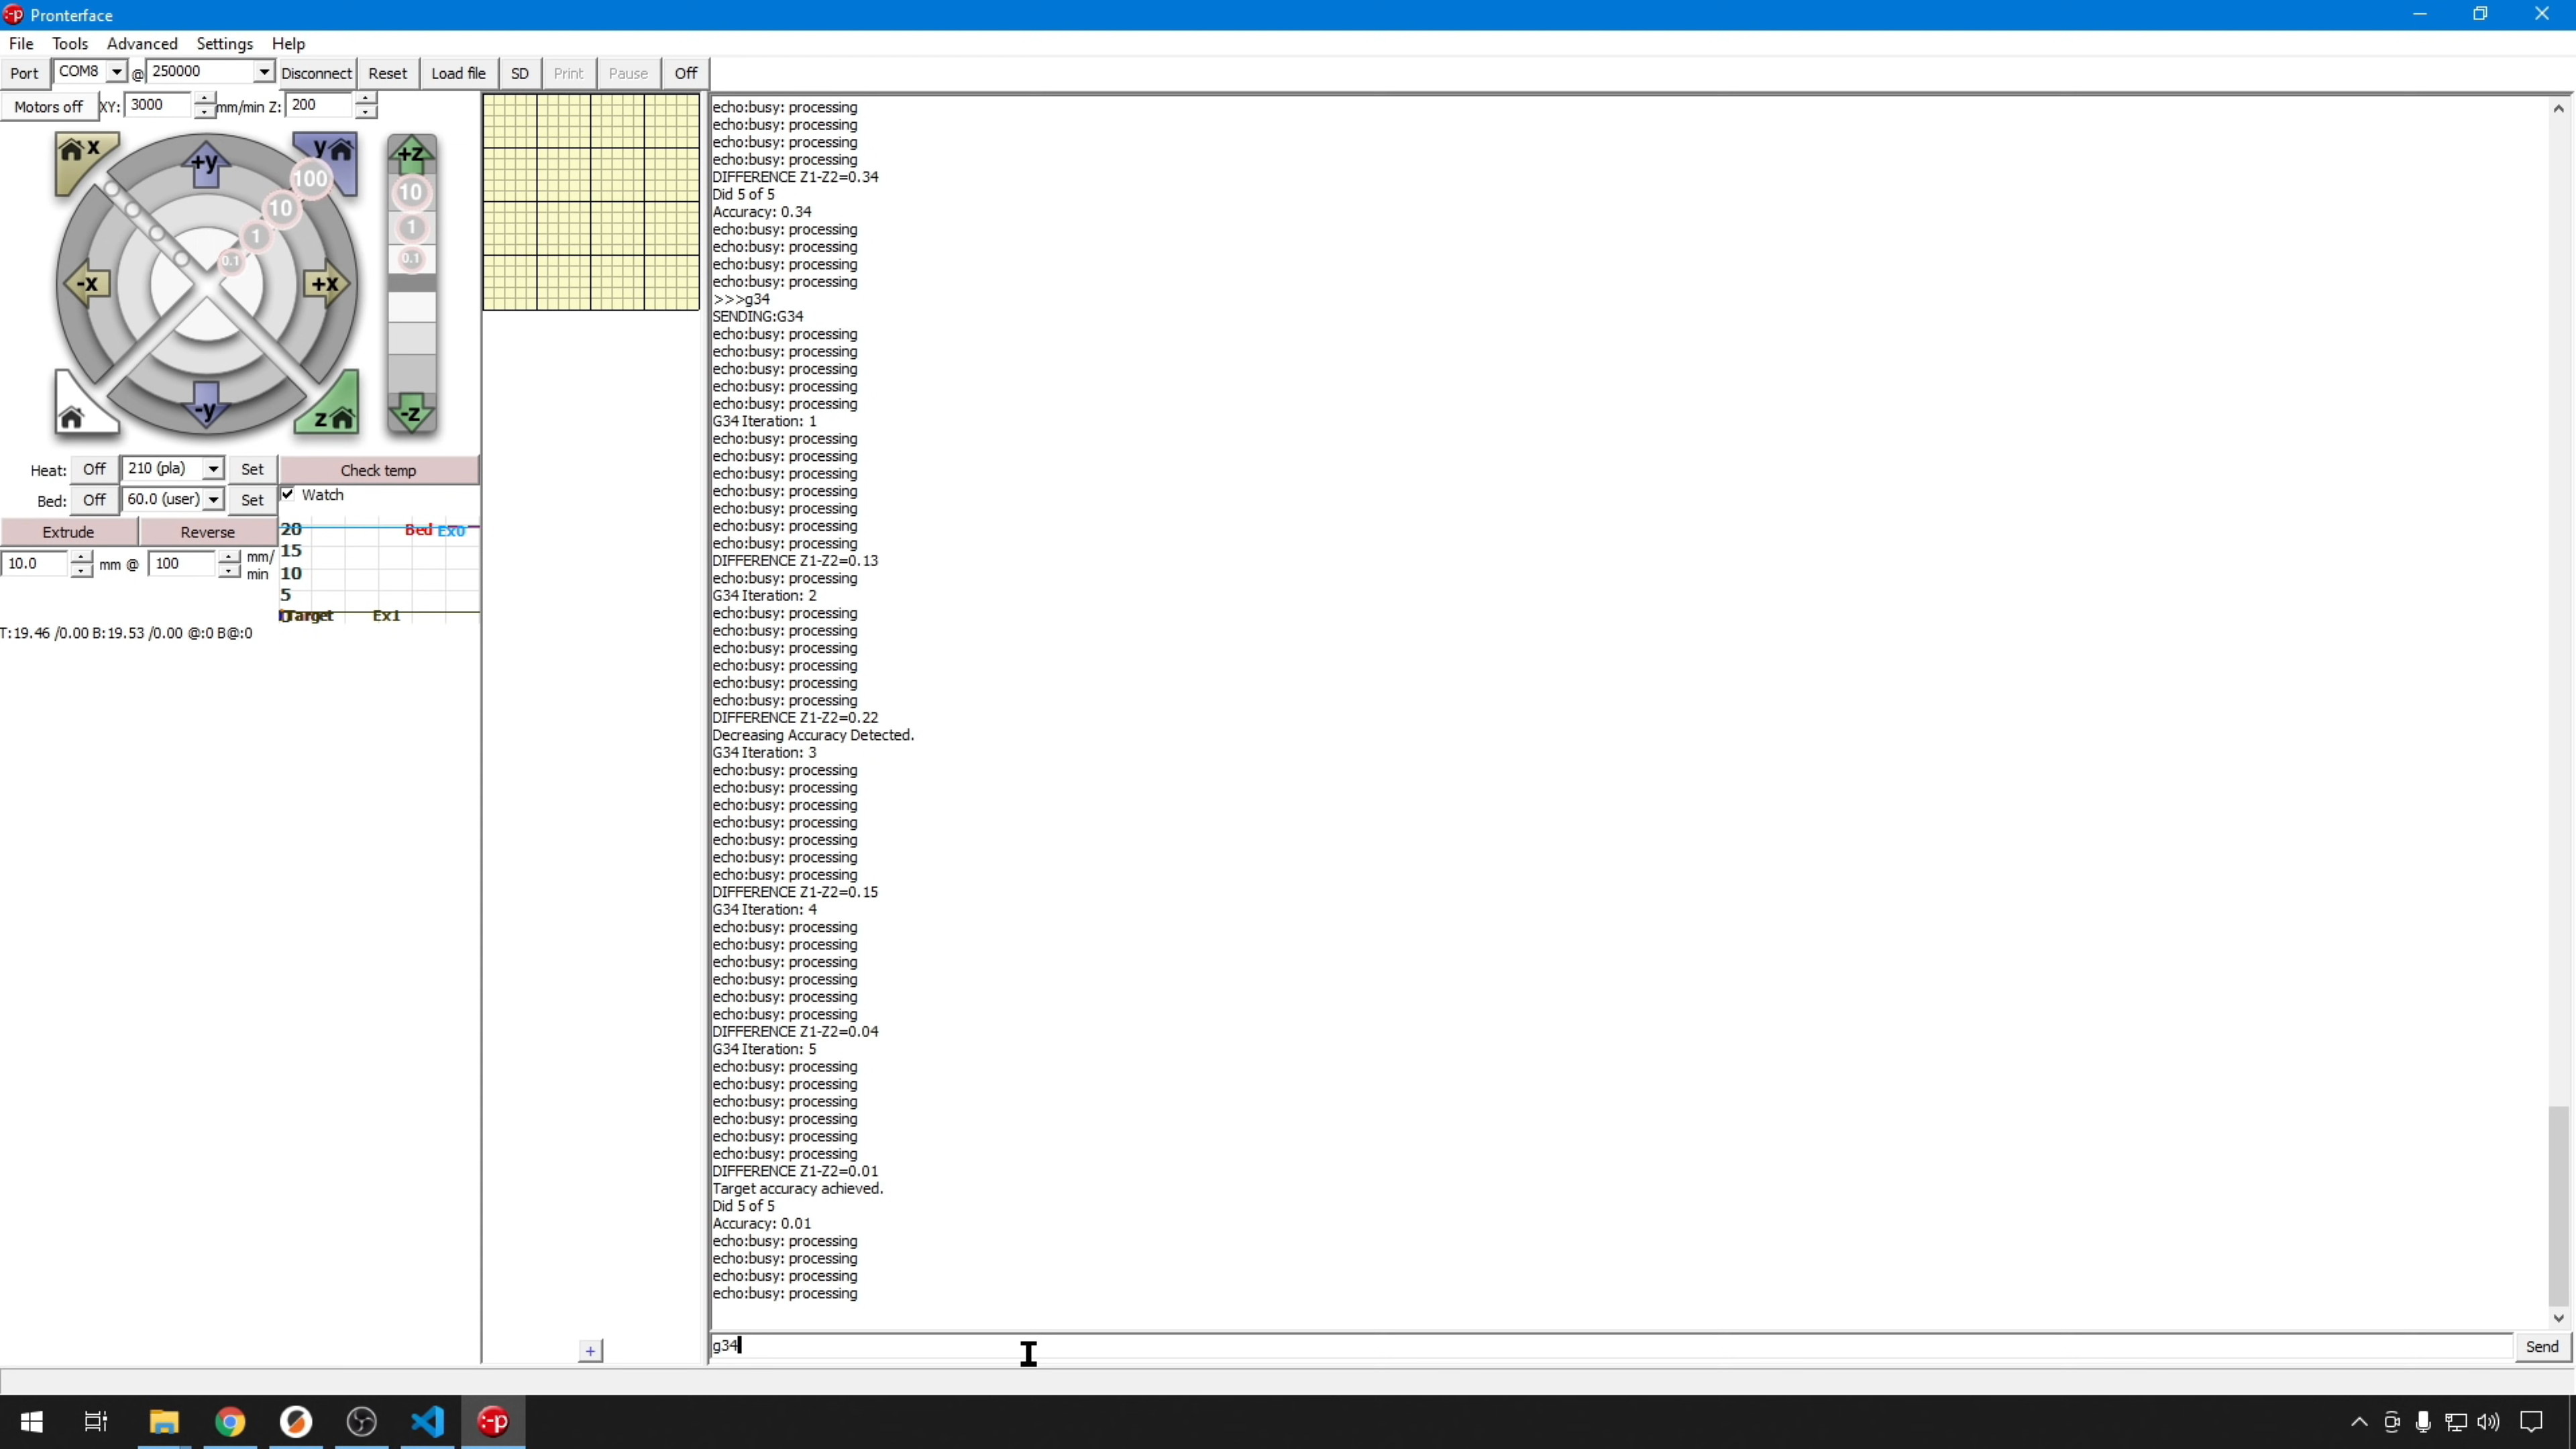 Pronterface
File Tools Advanced Settings Help
Port COM8 @ 250000 Disconnect Reset Load file SD Print Pause Off
Motors off XY: 3000 mm/min Z: 200
x y +y 100 10 1 0.1 -x +x -y z
+z 10 1 0.1 -z
Heat: Off 210 (pla) Set Check temp
Bed: Off 60.0 (user) Set Watch
Extrude Reverse
10.0 mm @ 100 mm/
min
20 Bed Ex0
15
10
5
Target Ex1
T:19.46 /0.00 B:19.53 /0.00 @:0 B@:0
+
echo:busy: processing
echo:busy: processing
echo:busy: processing
echo:busy: processing
DIFFERENCE Z1-Z2=0.34
Did 5 of 5
Accuracy: 0.34
echo:busy: processing
echo:busy: processing
echo:busy: processing
echo:busy: processing
>>>g34
SENDING:G34
echo:busy: processing
echo:busy: processing
echo:busy: processing
echo:busy: processing
echo:busy: processing
G34 Iteration: 1
echo:busy: processing
echo:busy: processing
echo:busy: processing
echo:busy: processing
echo:busy: processing
echo:busy: processing
echo:busy: processing
DIFFERENCE Z1-Z2=0.13
echo:busy: processing
G34 Iteration: 2
echo:busy: processing
echo:busy: processing
echo:busy: processing
echo:busy: processing
echo:busy: processing
echo:busy: processing
DIFFERENCE Z1-Z2=0.22
Decreasing Accuracy Detected.
G34 Iteration: 3
echo:busy: processing
echo:busy: processing
echo:busy: processing
echo:busy: processing
echo:busy: processing
echo:busy: processing
echo:busy: processing
DIFFERENCE Z1-Z2=0.15
G34 Iteration: 4
echo:busy: processing
echo:busy: processing
echo:busy: processing
echo:busy: processing
echo:busy: processing
echo:busy: processing
DIFFERENCE Z1-Z2=0.04
G34 Iteration: 5
echo:busy: processing
echo:busy: processing
echo:busy: processing
echo:busy: processing
echo:busy: processing
echo:busy: processing
DIFFERENCE Z1-Z2=0.01
Target accuracy achieved.
Did 5 of 5
Accuracy: 0.01
echo:busy: processing
echo:busy: processing
echo:busy: processing
echo:busy: processing
g34 Send
:-p